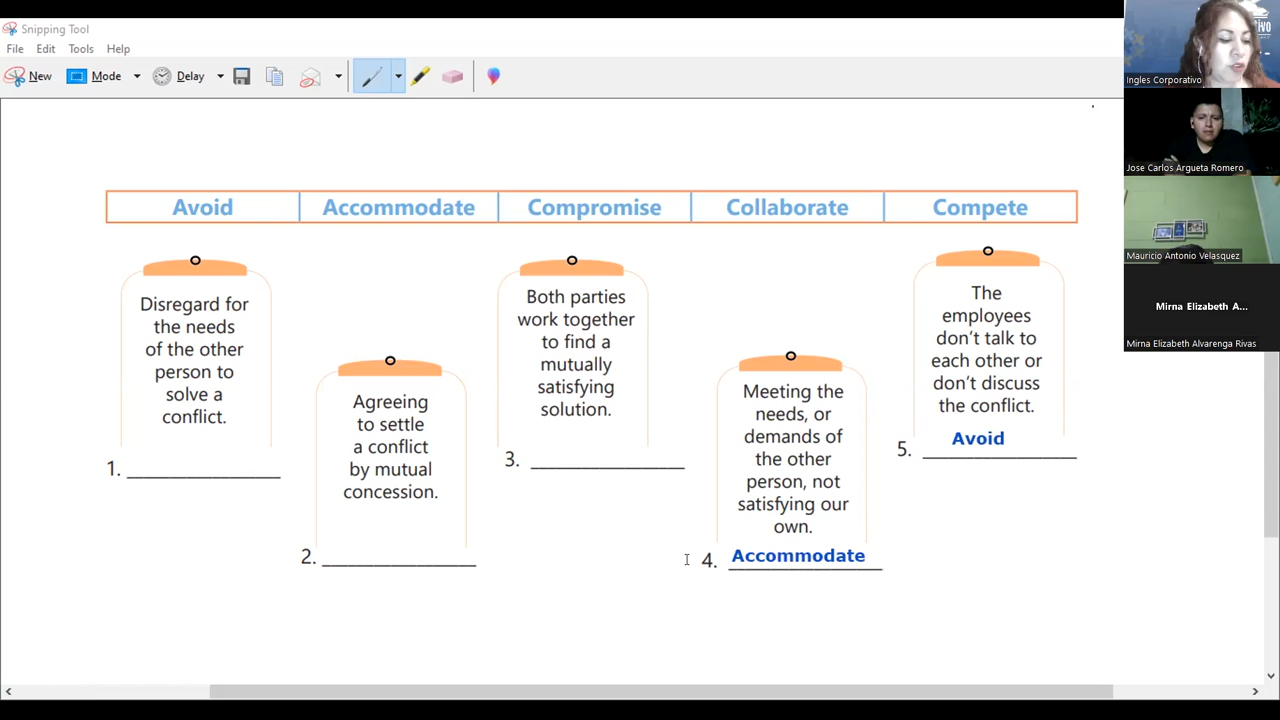 Snipping Tool
File Edit Tools Help
New Mode Delay
Avoid Accommodate Compromise Collaborate Compete
Disregard for
the needs
of the other
person to
solve a
conflict.
1. ________________
Agreeing
to settle
a conflict
by mutual
concession.
2. ________________
Both parties
work together
to find a
mutually
satisfying
solution.
3. ________________
Meeting the
needs, or
demands of
the other
person, not
satisfying our
own.
4. Accommodate
The
employees
don't talk to
each other or
don't discuss
the conflict.
5. Avoid
Ingles Corporativo
Jose Carlos Argueta Romero
Mauricio Antonio Velasquez
Mirna Elizabeth A...
Mirna Elizabeth Alvarenga Rivas